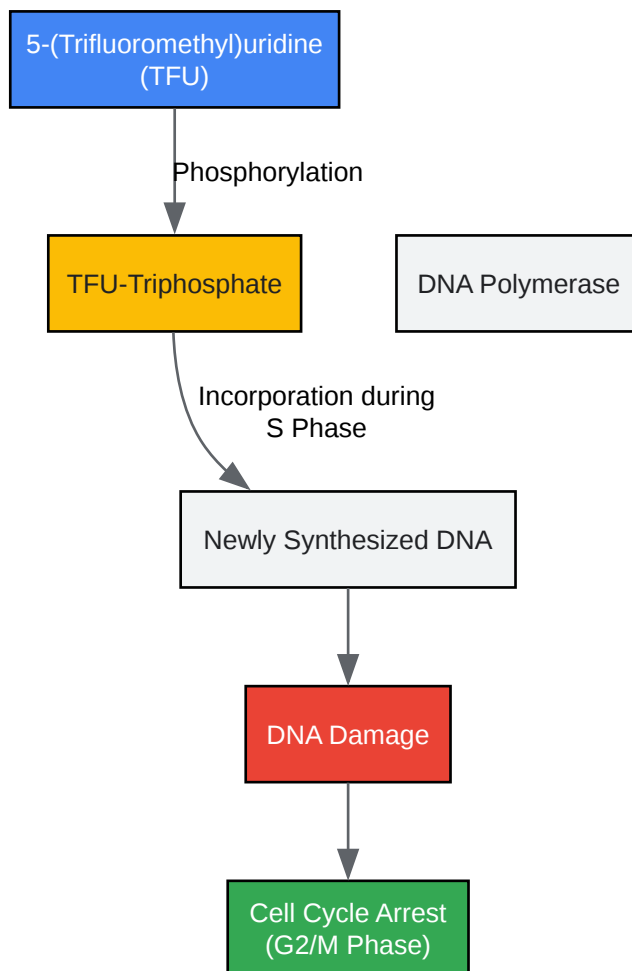 5-(Trifluoromethyl)uridine
(TFU)
Phosphorylation
TFU-Triphosphate
DNA Polymerase
Incorporation during
S Phase
Newly Synthesized DNA
DNA Damage
Cell Cycle Arrest
(G2/M Phase)